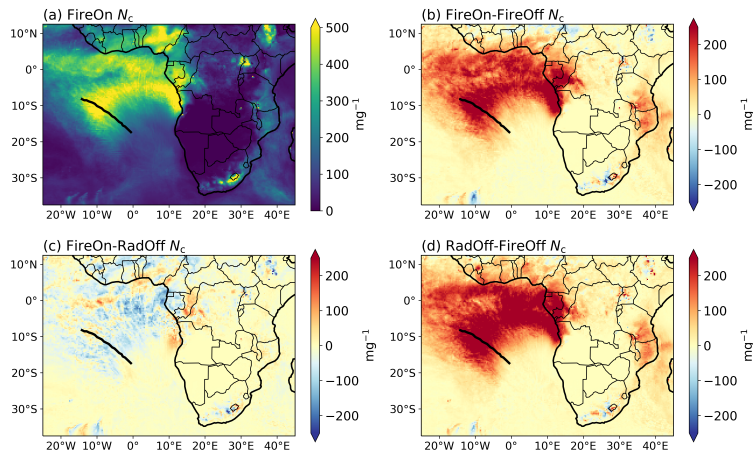 (a) FireOn Nc
10°N
0°
10°S
20°S
30°S
20°W 10°W 0° 10°E 20°E 30°E 40°E
500
400
300
200
100
0
mg⁻¹
(b) FireOn-FireOff Nc
10°N
0°
10°S
20°S
30°S
20°W 10°W 0° 10°E 20°E 30°E 40°E
200
100
0
−100
−200
mg⁻¹
(c) FireOn-RadOff Nc
10°N
0°
10°S
20°S
30°S
20°W 10°W 0° 10°E 20°E 30°E 40°E
200
100
0
−100
−200
mg⁻¹
(d) RadOff-FireOff Nc
10°N
0°
10°S
20°S
30°S
20°W 10°W 0° 10°E 20°E 30°E 40°E
200
100
0
−100
−200
mg⁻¹